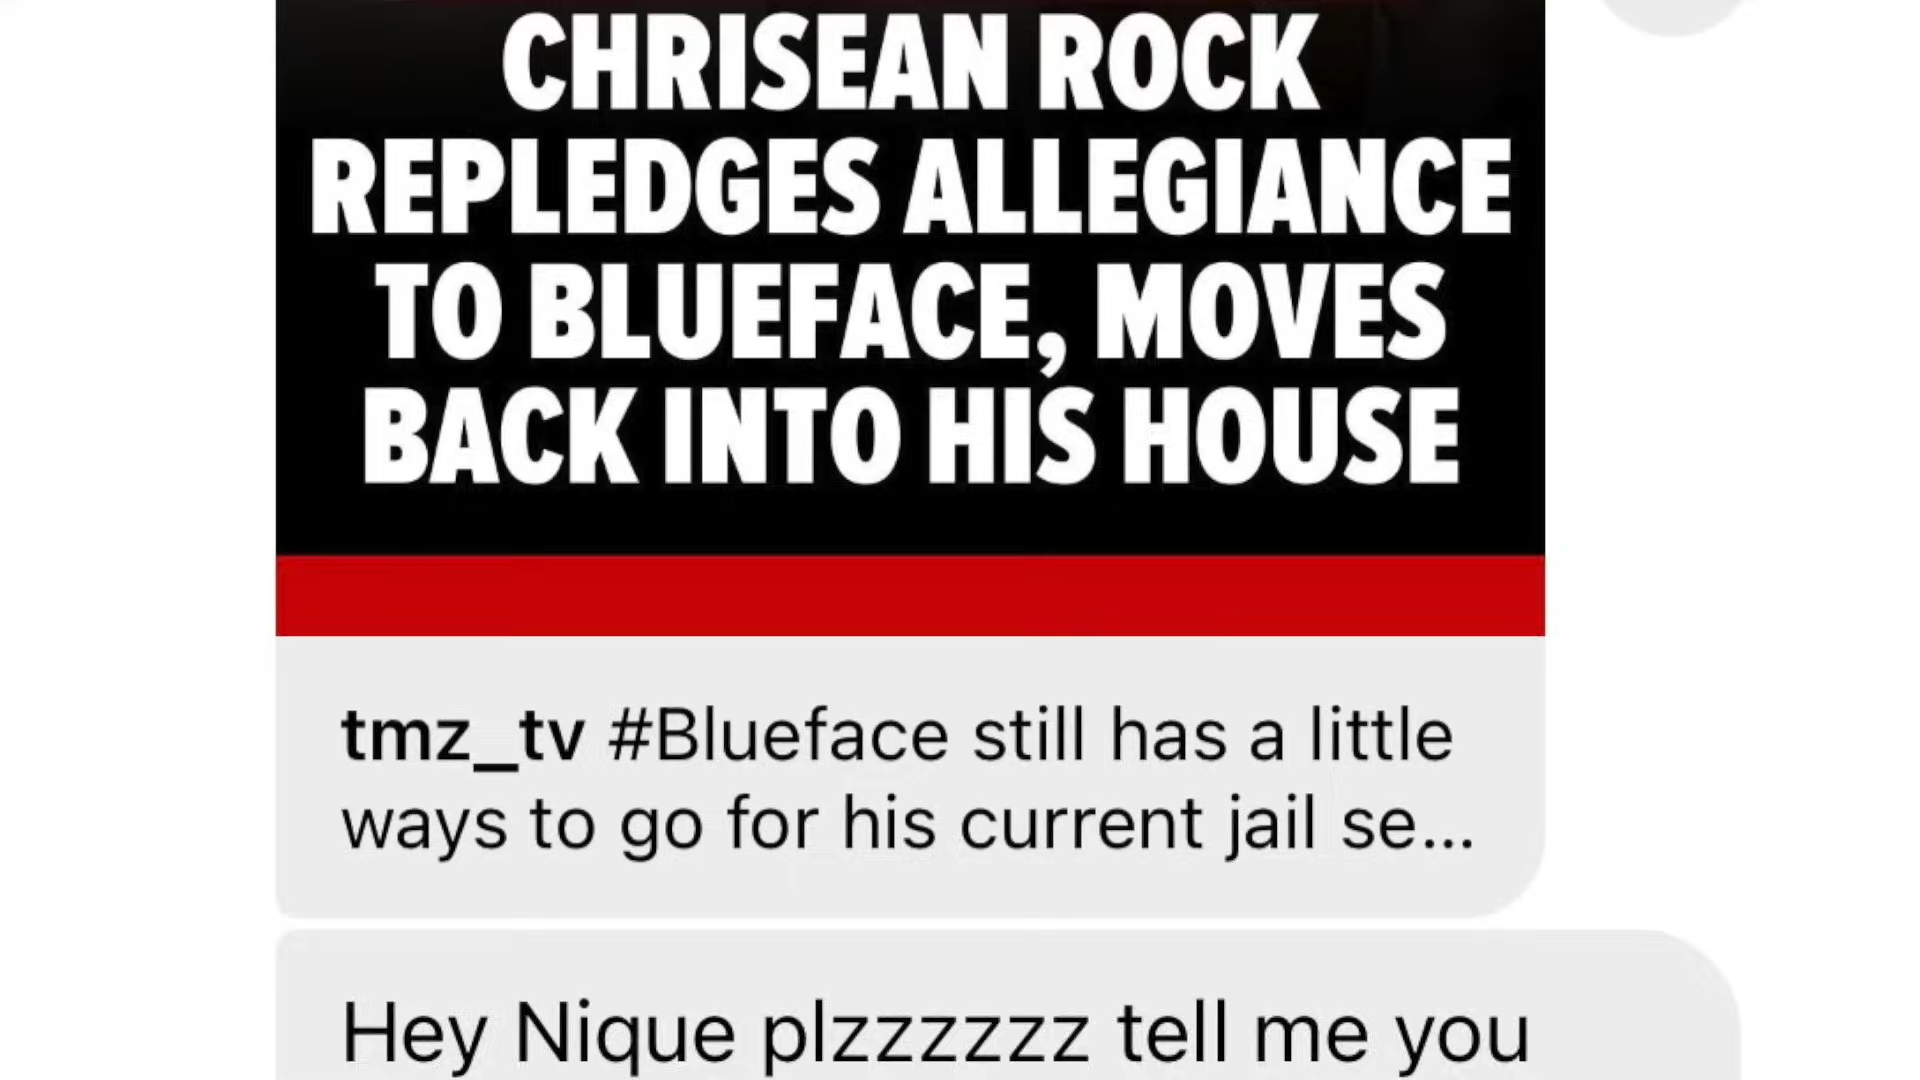 CHRISEAN ROCK
REPLEDGES ALLEGIANCE
TO BLUEFACE, MOVES
BACK INTO HIS HOUSE
tmz_tv #Blueface still has a little
ways to go for his current jail se...
Hey Nique plzzzzzz tell me you